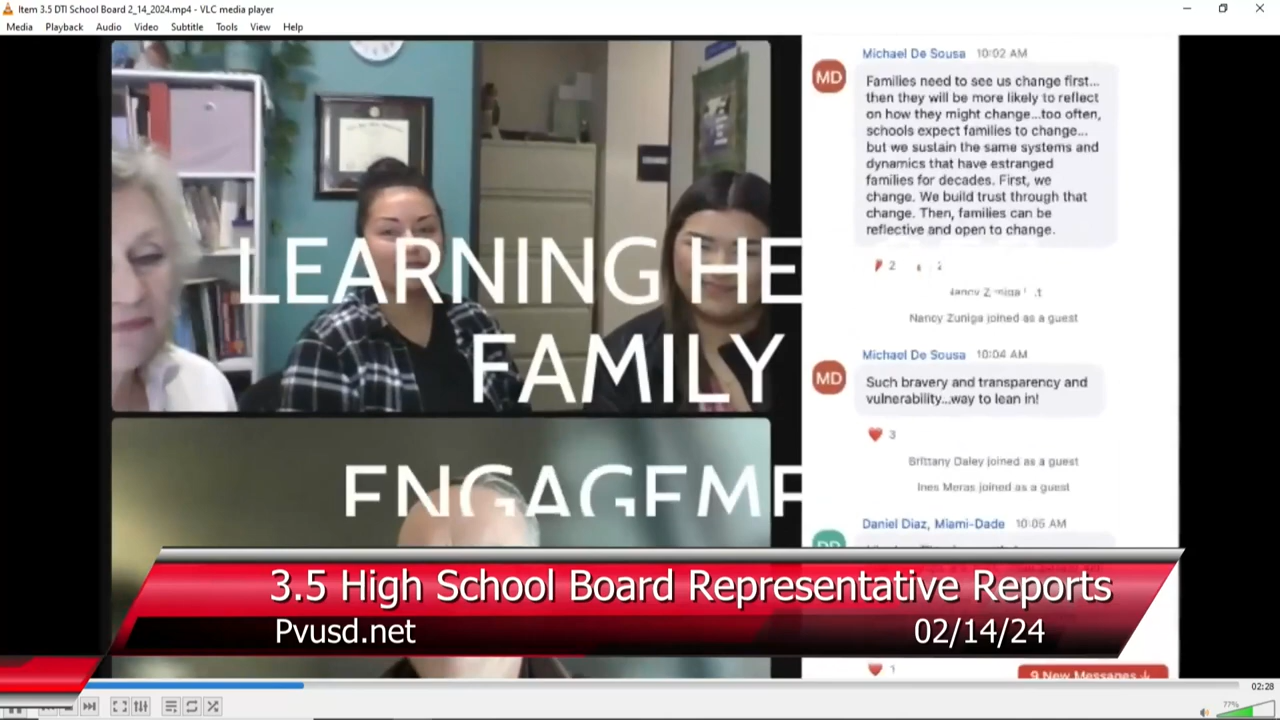 Item 3.5 DTI School Board 2_14_2024.mp4 - VLC media player
Media Playback Audio Video Subtitle Tools View Help
LEARNING HE
FAMILY
ENGAGEME
Michael De Sousa 10:02 AM
MD
Families need to see us change first...
then they will be more likely to reflect
on how they might change...too often,
schools expect families to change...
but we sustain the same systems and
dynamics that have estranged
families for decades. First, we
change. We build trust through that
change. Then, families can be
reflective and open to change.
2 2
Nancy Zuniga
Nancy Zuniga joined as a guest
Michael De Sousa 10:04 AM
MD
Such bravery and transparency and
vulnerability...way to lean in!
3
Brittany Daley joined as a guest
Ines Meras joined as a guest
Daniel Diaz, Miami-Dade 10:05 AM
DD
1
9 New Messages
3.5 High School Board Representative Reports
Pvusd.net 02/14/24
02:28
77%